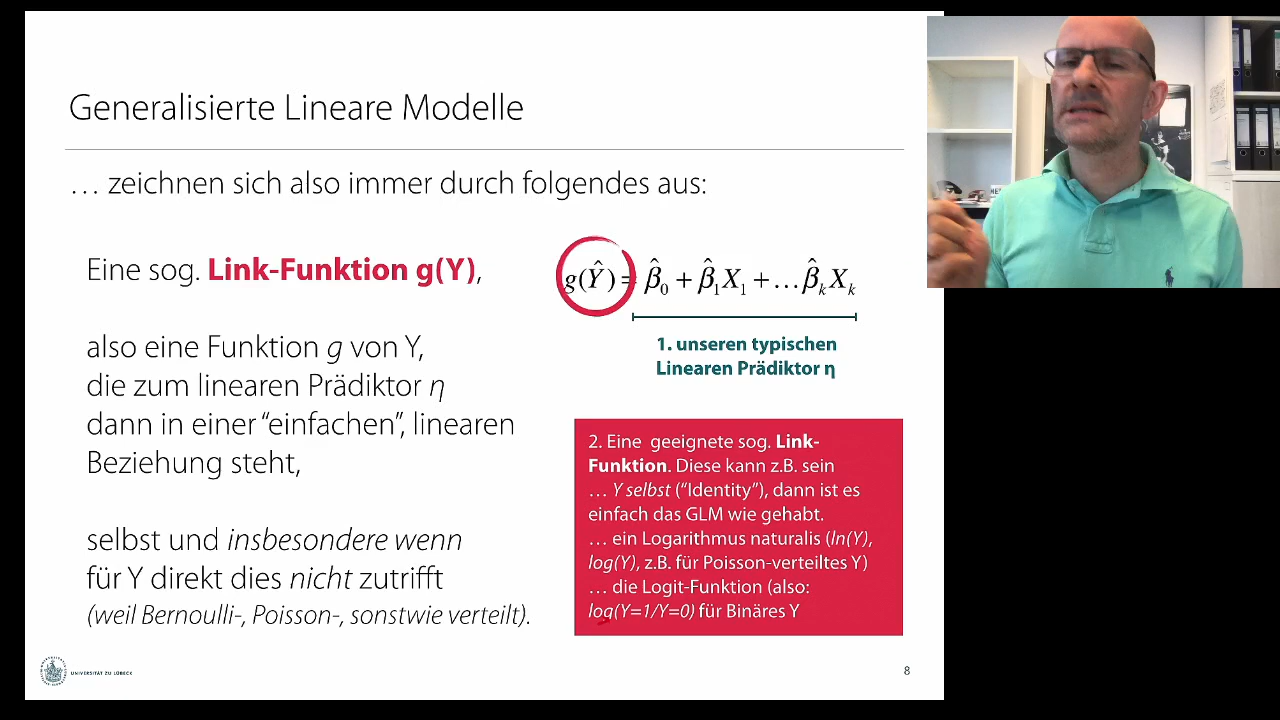 Generalisierte Lineare Modelle
… zeichnen sich also immer durch folgendes aus:
Eine sog. Link-Funktion g(Y),
also eine Funktion g von Y,
die zum linearen Prädiktor η
dann in einer “einfachen”, linearen
Beziehung steht,
selbst und insbesondere wenn
für Y direkt dies nicht zutrifft
(weil Bernoulli-, Poisson-, sonstwie verteilt).
g(Ŷ) = β̂₀ + β̂₁X₁ + …β̂ₖXₖ
1. unseren typischen
Linearen Prädiktor η
2. Eine geeignete sog. Link-
Funktion. Diese kann z.B. sein
… Y selbst (“Identity”), dann ist es
einfach das GLM wie gehabt.
… ein Logarithmus naturalis (ln(Y),
log(Y), z.B. für Poisson-verteiltes Y)
… die Logit-Funktion (also:
log(Y=1/Y=0) für Binäres Y
UNIVERSITÄT ZU LÜBECK
8